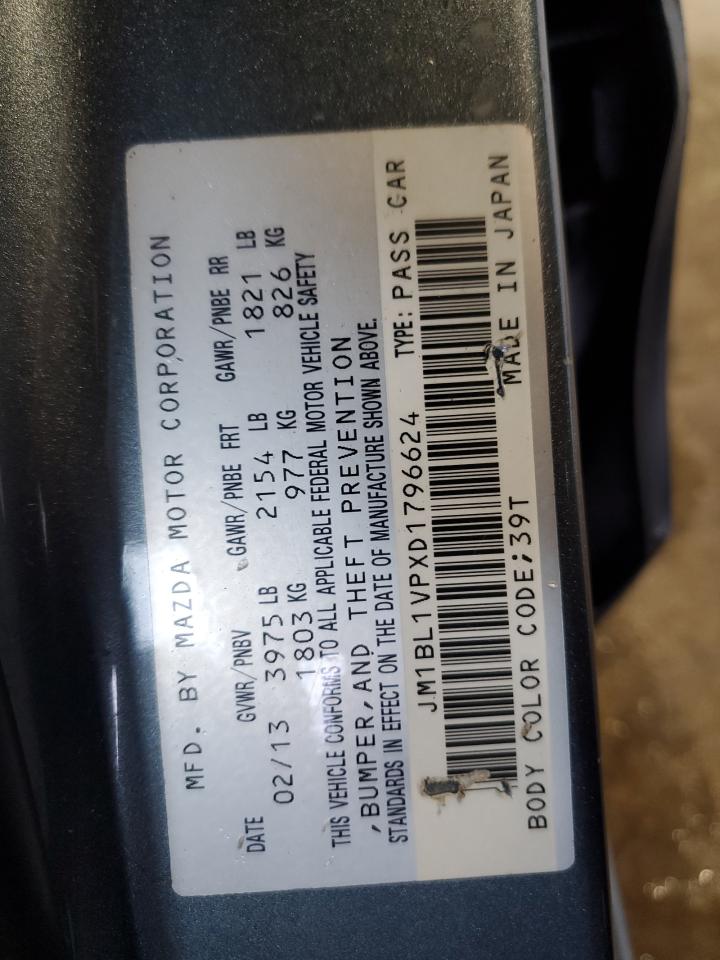 MFD. BY MAZDA MOTOR CORPORATION
DATE GVWR/PNBV GAWR/PNBE FRT GAWR/PNBE RR
02/13 3975 LB 2154 LB 1821 LB
1803 KG 977 KG 826 KG
THIS VEHICLE CONFORMS TO ALL APPLICABLE FEDERAL MOTOR VEHICLE SAFETY
,BUMPER,AND THEFT PREVENTION
STANDARDS IN EFFECT ON THE DATE OF MANUFACTURE SHOWN ABOVE.
JM1BL1VPXD1796624 TYPE: PASS CAR
BODY COLOR CODE;39T MADE IN JAPAN